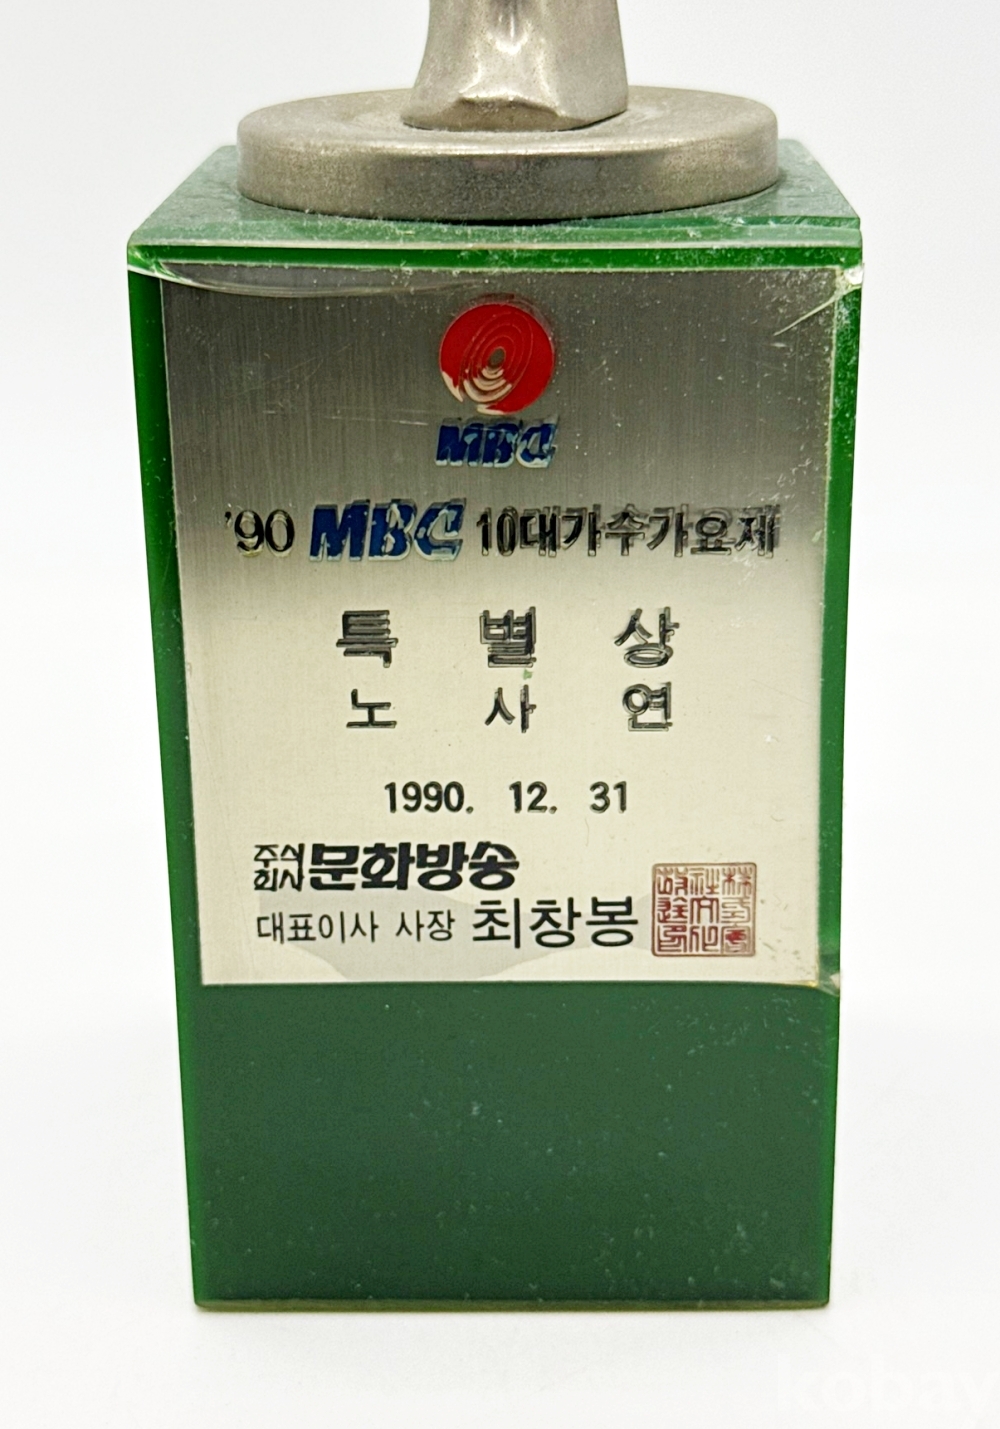 MBC
'90 MBC 10대가수가요제
특별상
노사연
1990. 12. 31
주식회사 문화방송
대표이사 사장 최창봉
kobay